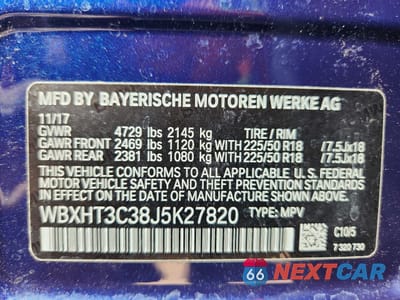 MFD BY BAYERISCHE MOTOREN WERKE AG
11/17
GVWR 4729 lbs 2145 kg TIRE / RIM
GAWR FRONT 2469 lbs 1120 kg WITH 225/50 R18 /7.5Jx18
GAWR REAR 2381 lbs 1080 kg WITH 225/50 R18 /7.5Jx18
THIS VEHICLE CONFORMS TO ALL APPLICABLE U.S. FEDERAL
MOTOR VEHICLE SAFETY, BUMPER AND THEFT PREVENTION STANDARDS
IN EFFECT ON THE DATE OF MANUFACTURE SHOWN ABOVE.
WBXHT3C38J5K27820 TYPE: MPV
C10/5
7 320 730
66 NEXTCAR